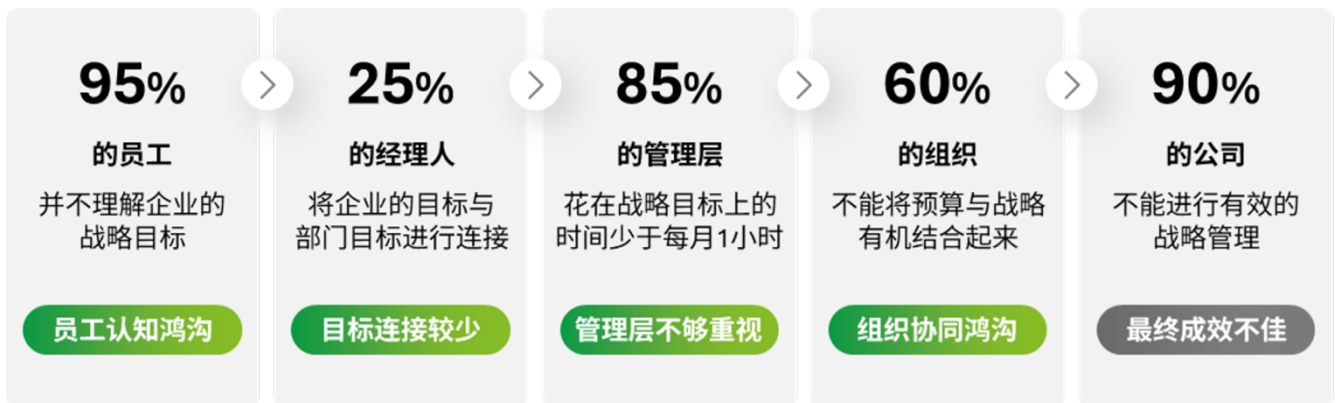 95%
的员工
并不理解企业的
战略目标
员工认知鸿沟
25%
的经理人
将企业的目标与
部门目标进行连接
目标连接较少
85%
的管理层
花在战略目标上的
时间少于每月1小时
管理层不够重视
60%
的组织
不能将预算与战略
有机结合起来
组织协同鸿沟
90%
的公司
不能进行有效的
战略管理
最终成效不佳